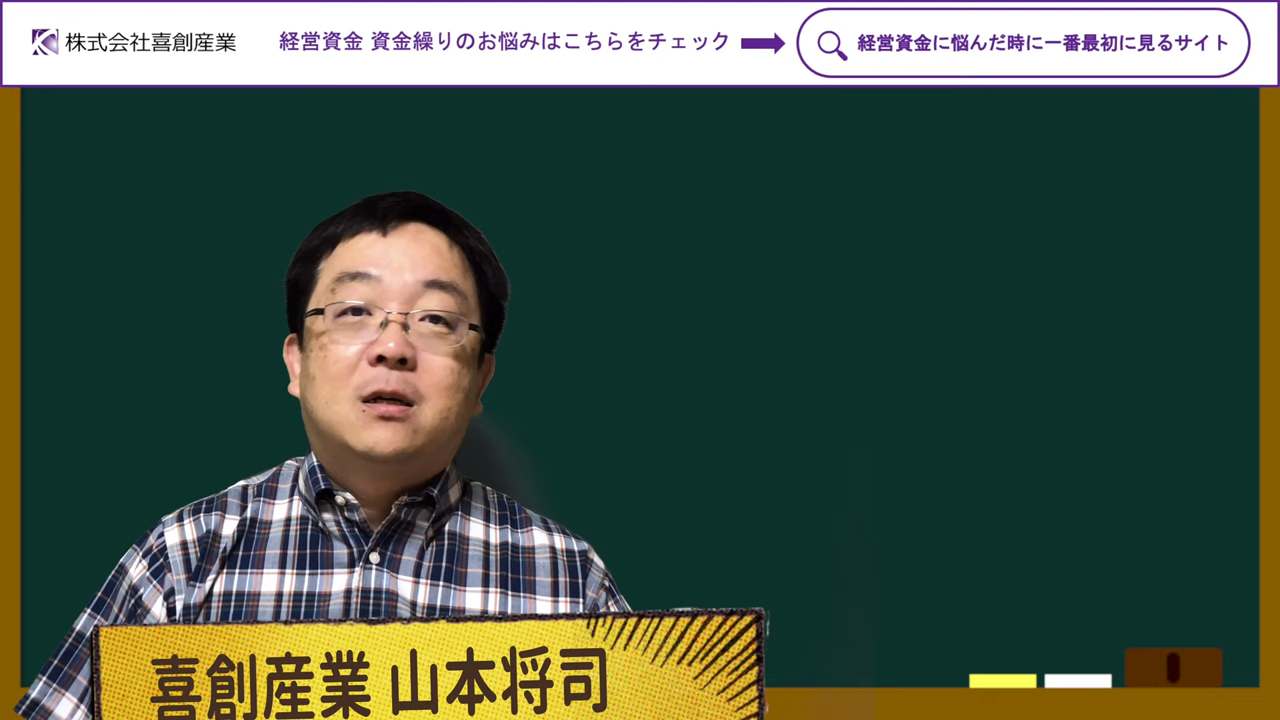 株式会社喜創産業
経営資金 資金繰りのお悩みはこちらをチェック
経営資金に悩んだ時に一番最初に見るサイト
喜創産業 山本将司